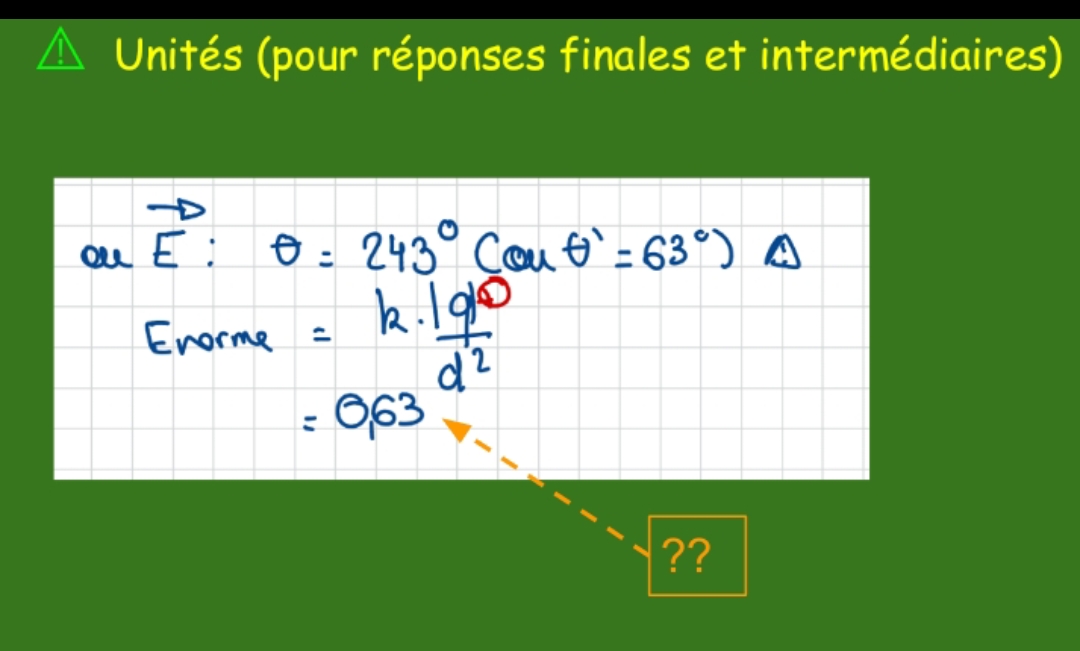 ⚠ Unités (pour réponses finales et intermédiaires)
ou E⃗ : θ = 243° (ou θ' = 63°) ⚠
Enorme = k.|q|/d²
= 0,63
??